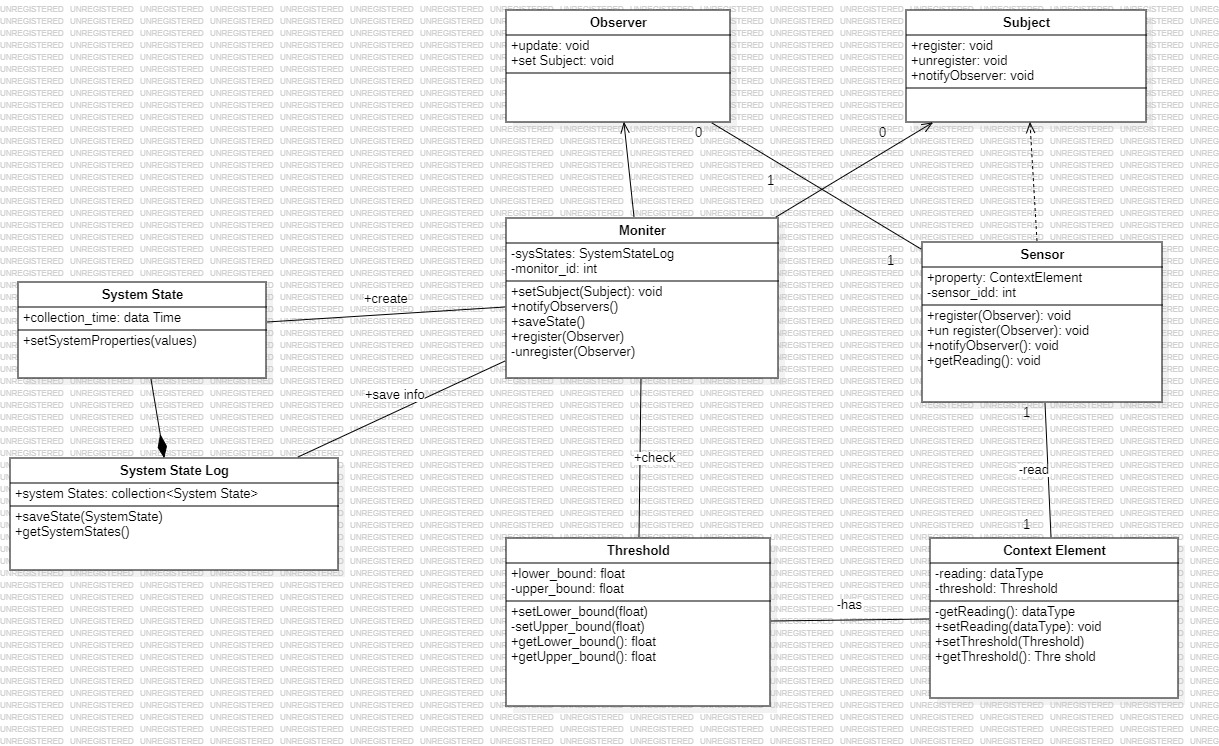 Observer
+update: void
+set Subject: void
Subject
+register: void
+unregister: void
+notifyObserver: void
0
0
1
1
Moniter
-sysStates: SystemStateLog
-monitor_id: int
+setSubject(Subject): void
+notifyObservers()
+saveState()
+register(Observer)
-unregister(Observer)
Sensor
+property: ContextElement
-sensor_idd: int
+register(Observer): void
+un register(Observer): void
+notifyObserver(): void
+getReading(): void
System State
+collection_time: data Time
+setSystemProperties(values)
+create
+save info
System State Log
+system States: collection<System State>
+saveState(SystemState)
+getSystemStates()
+check
1
-read
1
Threshold
+lower_bound: float
-upper_bound: float
+setLower_bound(float)
-setUpper_bound(float)
+getLower_bound(): float
+getUpper_bound(): float
-has
Context Element
-reading: dataType
-threshold: Threshold
-getReading(): dataType
+setReading(dataType): void
+setThreshold(Threshold)
+getThreshold(): Thre shold
UNREGISTERED